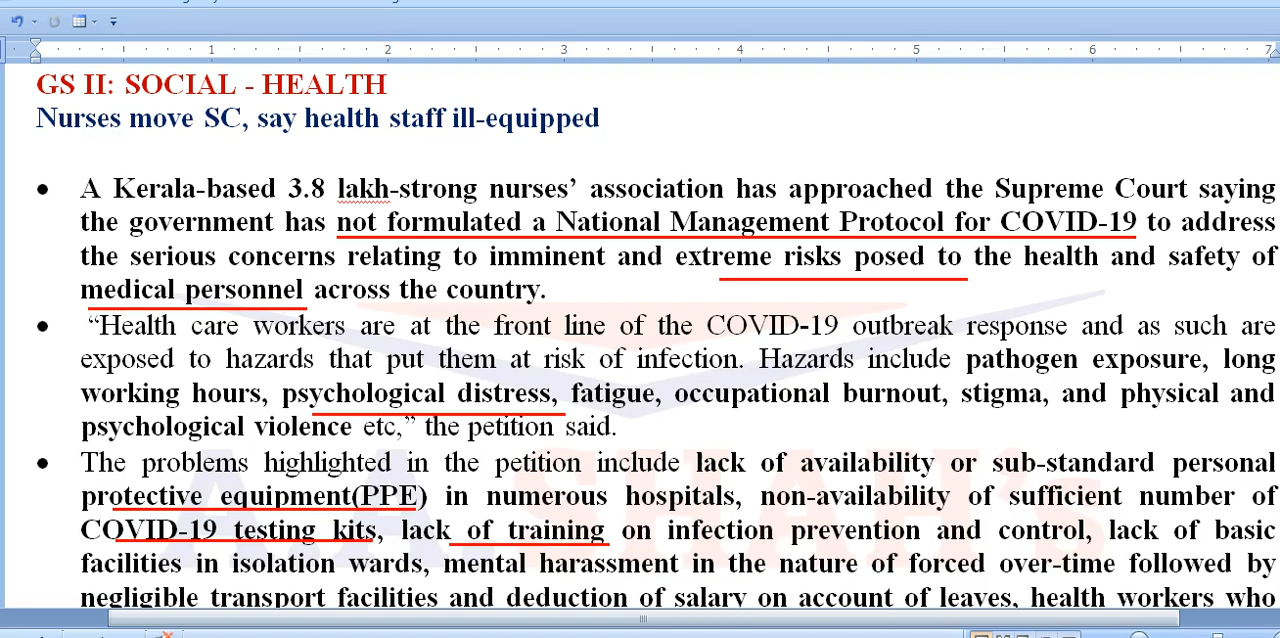 1 2 3 4 5 6 7
GS II: SOCIAL - HEALTH
Nurses move SC, say health staff ill-equipped
• A Kerala-based 3.8 lakh-strong nurses’ association has approached the Supreme Court saying
the government has not formulated a National Management Protocol for COVID-19 to address
the serious concerns relating to imminent and extreme risks posed to the health and safety of
medical personnel across the country.
• “Health care workers are at the front line of the COVID-19 outbreak response and as such are
exposed to hazards that put them at risk of infection. Hazards include pathogen exposure, long
working hours, psychological distress, fatigue, occupational burnout, stigma, and physical and
psychological violence etc,” the petition said.
• The problems highlighted in the petition include lack of availability or sub-standard personal
protective equipment(PPE) in numerous hospitals, non-availability of sufficient number of
COVID-19 testing kits, lack of training on infection prevention and control, lack of basic
facilities in isolation wards, mental harassment in the nature of forced over-time followed by
negligible transport facilities and deduction of salary on account of leaves, health workers who
A.A. SHAH's